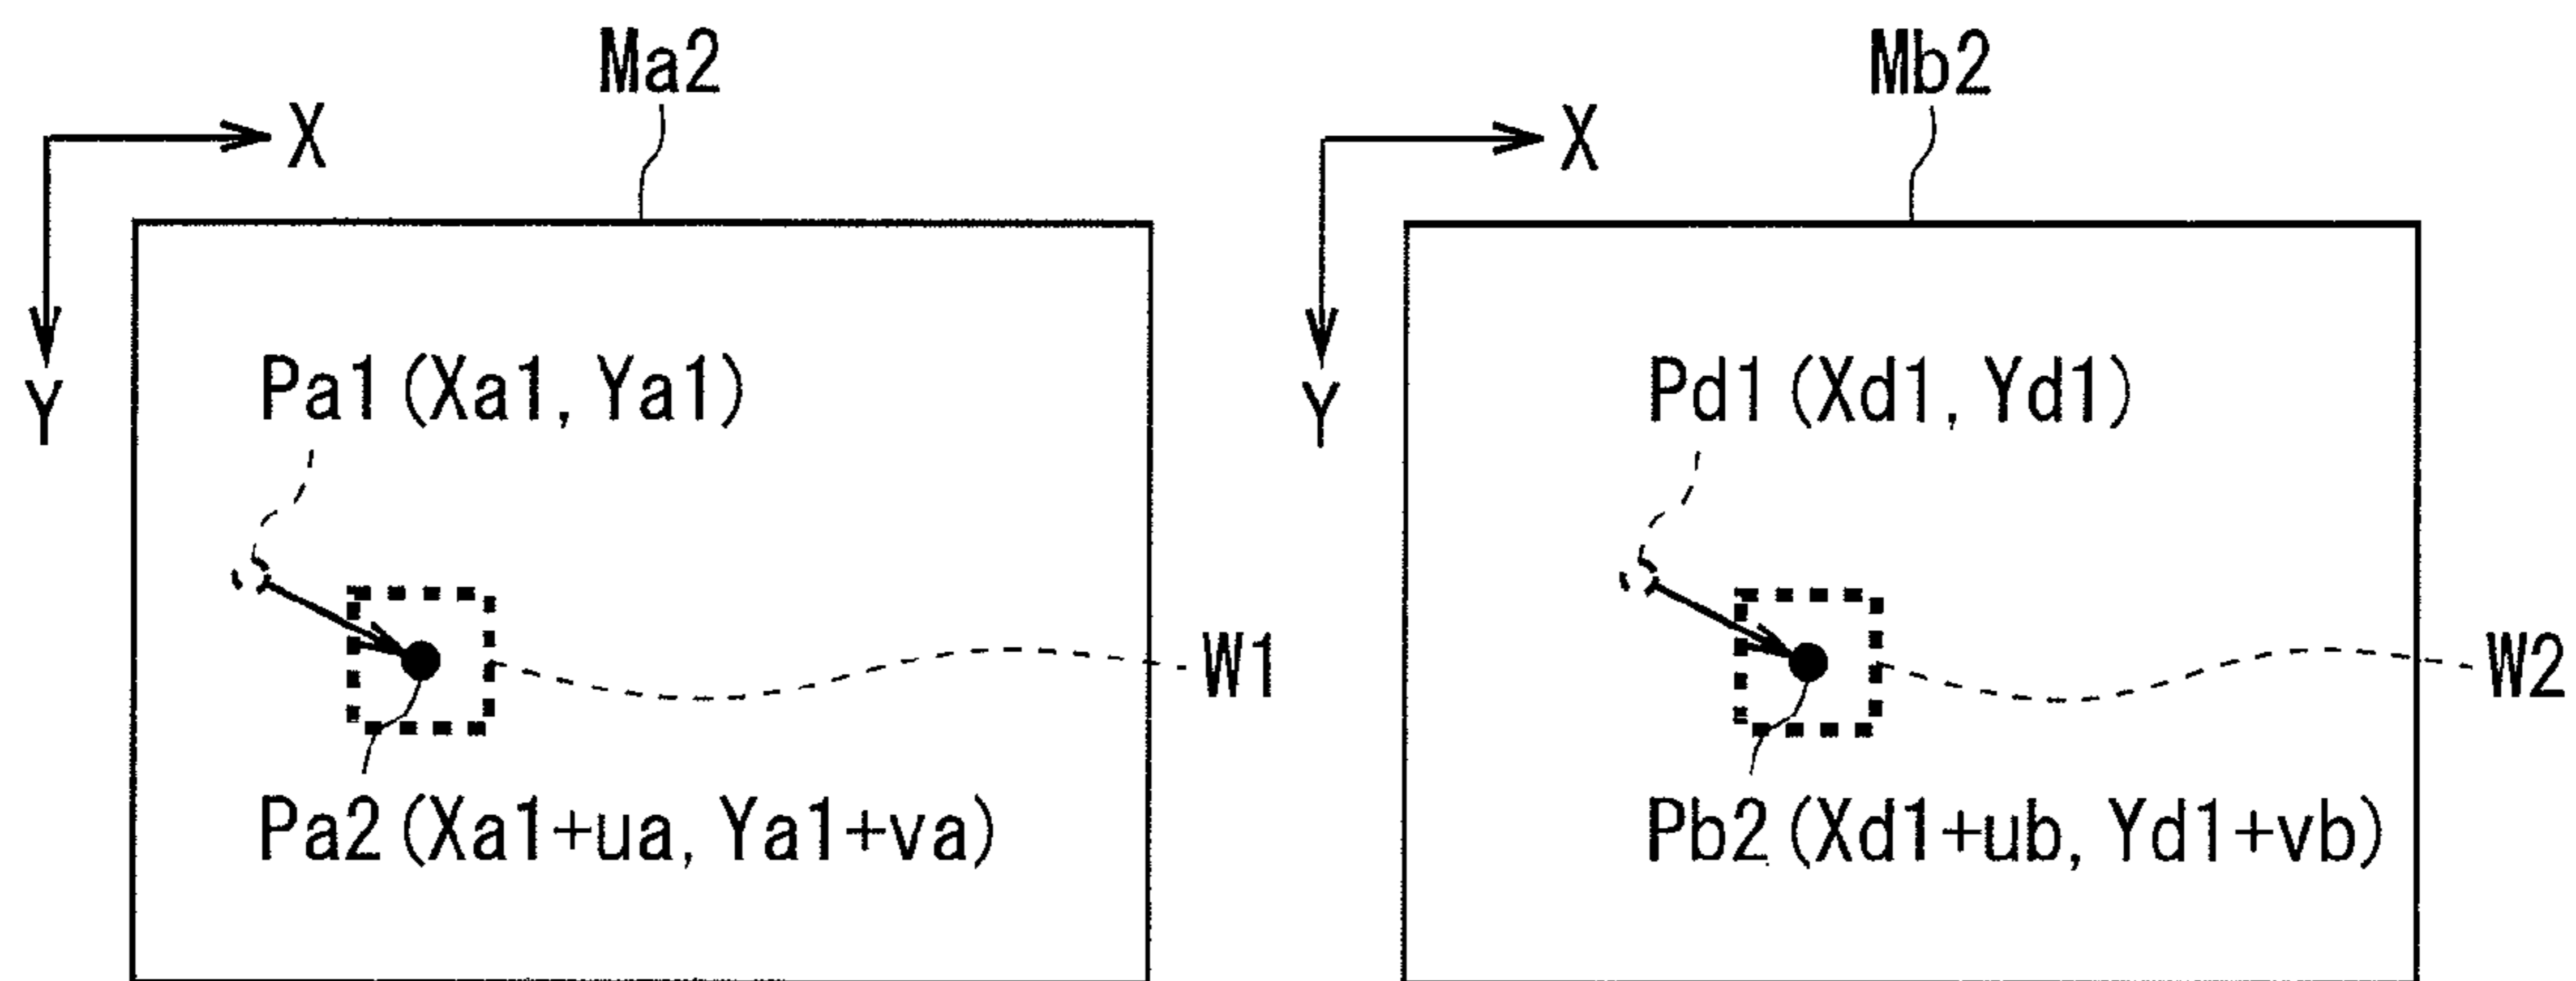 Ma2
Mb2
X
X
Y
Y
Pa1(Xa1, Ya1)
Pd1(Xd1, Yd1)
W1
W2
Pa2(Xa1+ua, Ya1+va)
Pb2(Xd1+ub, Yd1+vb)